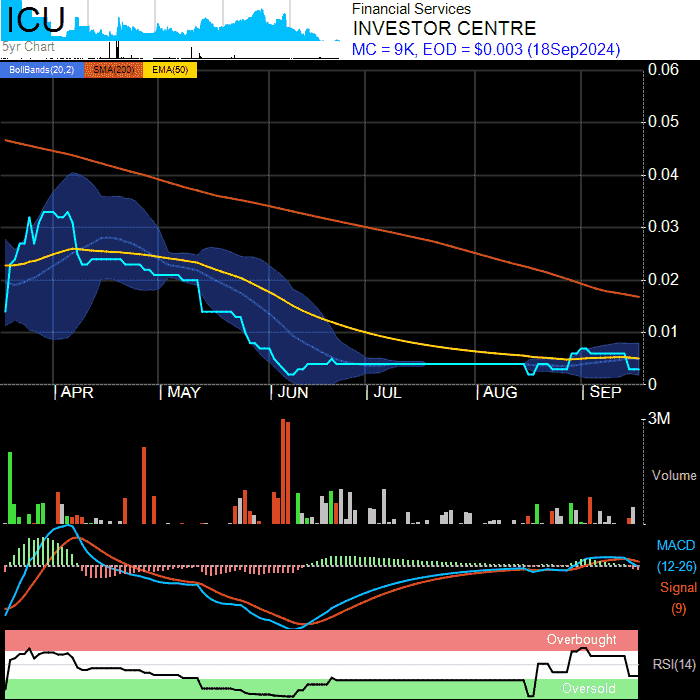 ICU
5yr Chart
Financial Services
INVESTOR CENTRE
MC = 9K, EOD = $0.003 (18Sep2024)
BollBands(20,2) SMA(200) EMA(50)
0.06
0.05
0.04
0.03
0.02
0.01
0
APR MAY JUN JUL AUG SEP
3M
Volume
MACD
(12-26)
Signal
(9)
Overbought
RSI(14)
Oversold